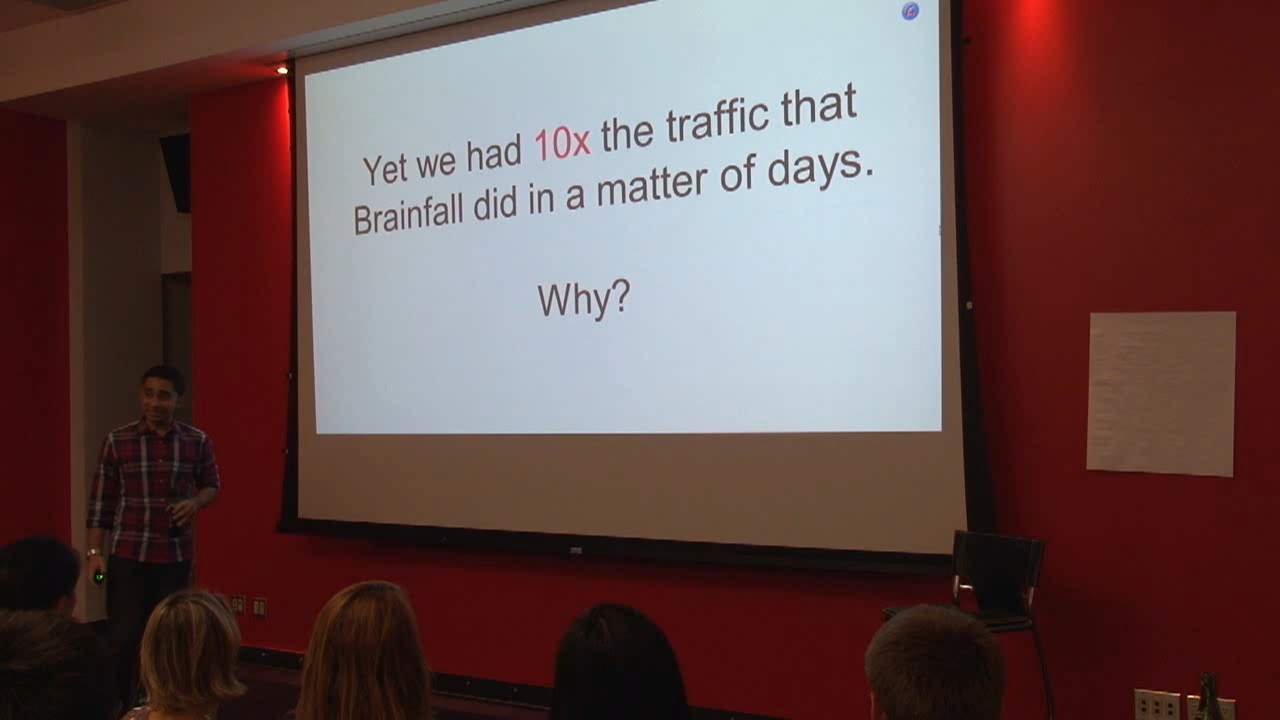 Yet we had 10x the traffic that
Brainfall did in a matter of days.
Why?